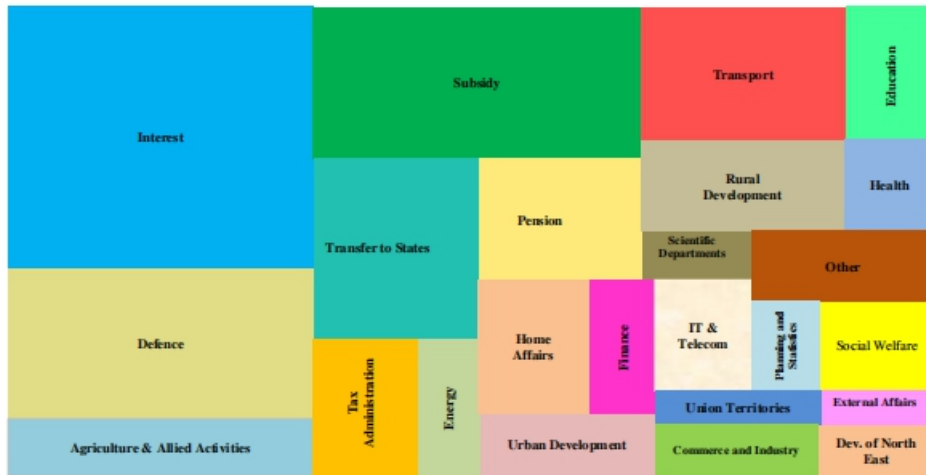 Interest
Subsidy
Transport
Education
Rural
Development
Health
Transfer to States
Pension
Scientific
Departments
Other
Defence
Home
Affairs
Finance
IT &
Telecom
Planning and
Statistics
Social Welfare
Tax
Administration
Energy
Union Territories
External Affairs
Agriculture & Allied Activities
Urban Development
Commerce and Industry
Dev. of North
East